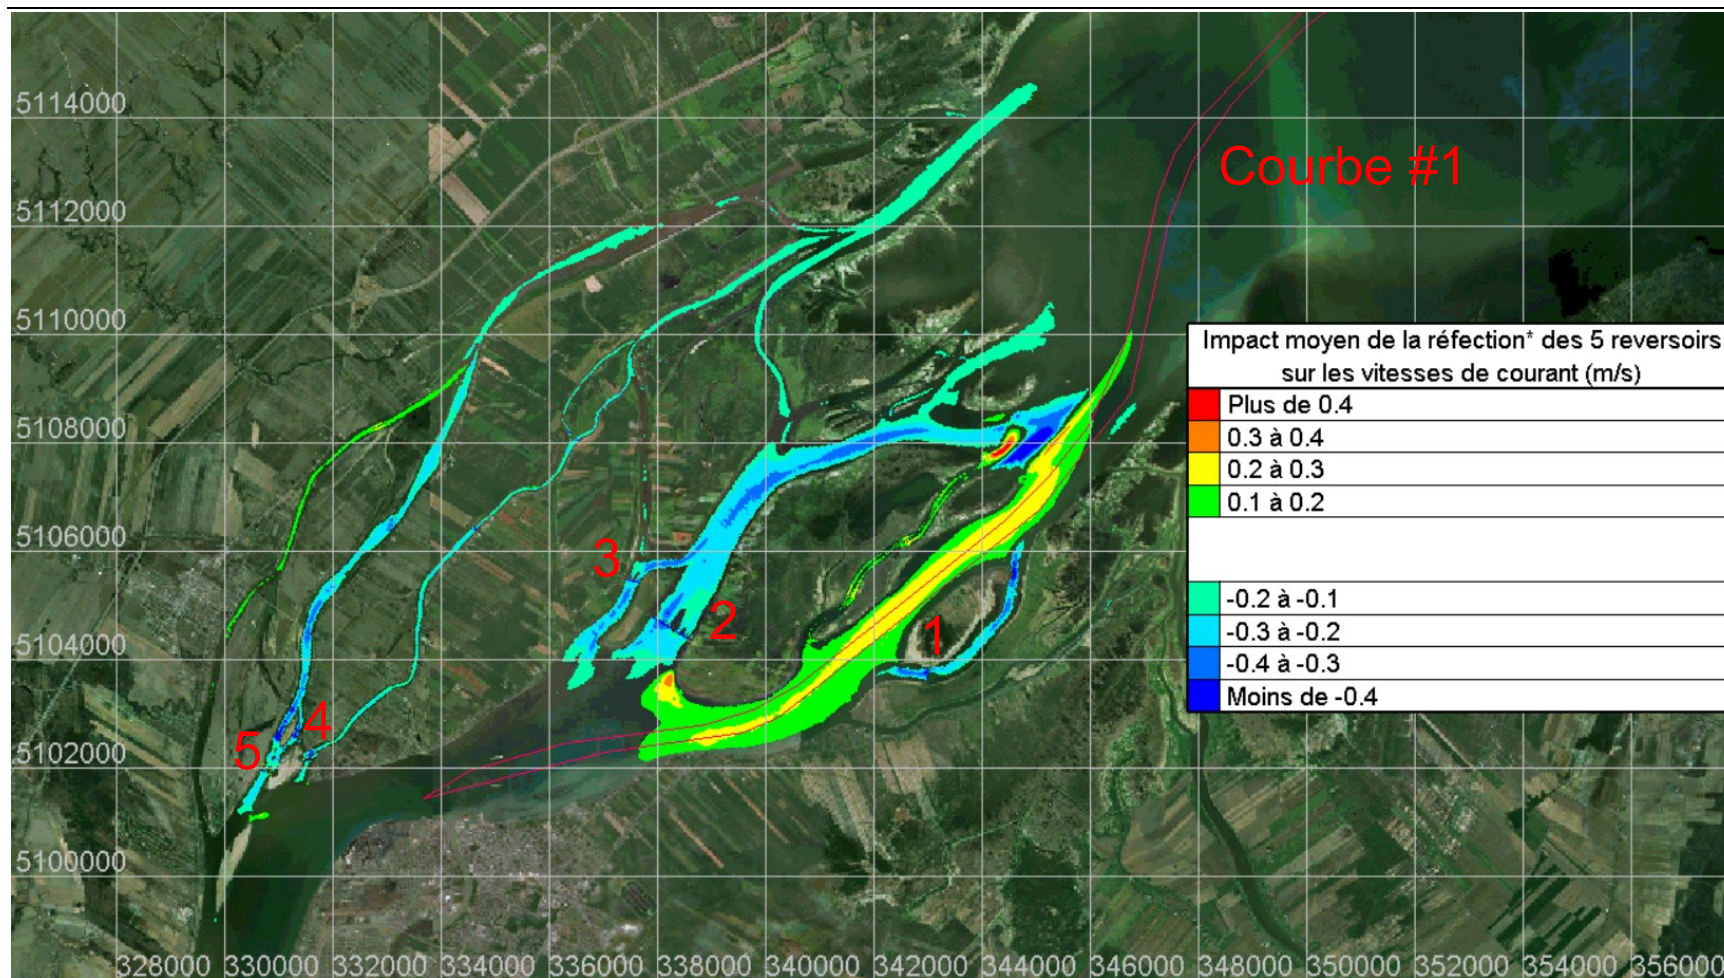 5114000
Courbe #1
5112000
5110000
Impact moyen de la réfection* des 5 reversoirs
sur les vitesses de courant (m/s)
Plus de 0.4
0.3 à 0.4
0.2 à 0.3
0.1 à 0.2
-0.2 à -0.1
-0.3 à -0.2
-0.4 à -0.3
Moins de -0.4
5108000
5106000
3
2
1
5104000
4
5
5102000
5100000
328000 330000 332000 334000 336000 338000 340000 342000 344000 346000 348000 350000 352000 354000 356000